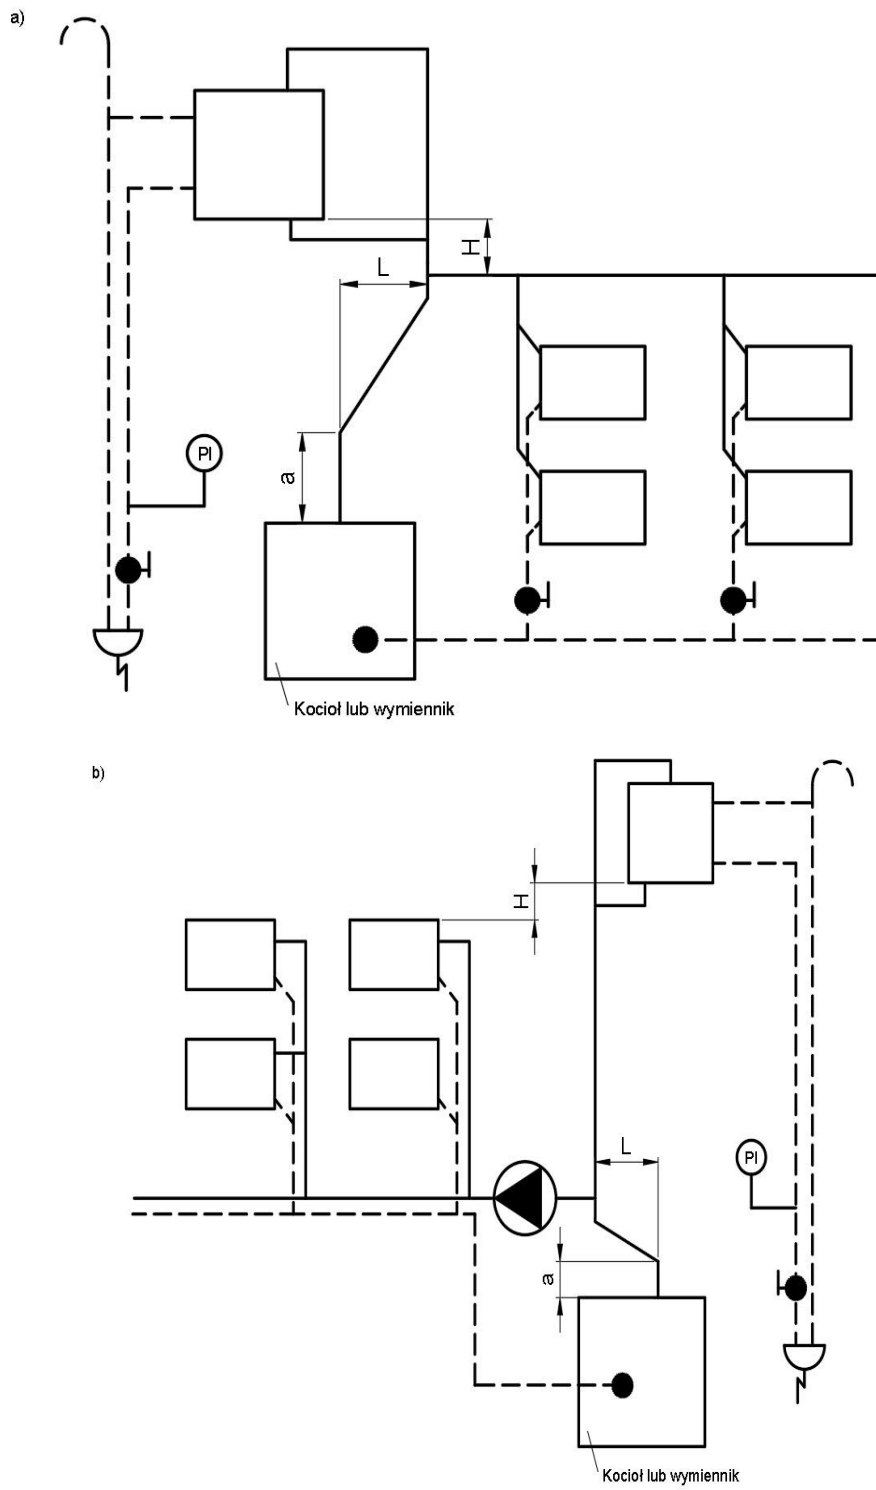 a)
H
L
PI
a
Kocioł lub wymiennik
b)
H
L
PI
a
Kocioł lub wymiennik